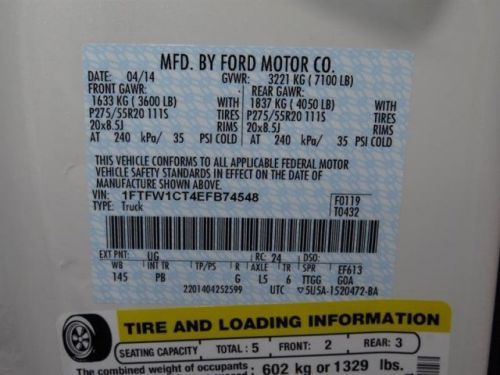 MFD. BY FORD MOTOR CO.
DATE: 04/14 GVWR: 3221 KG ( 7100 LB)
FRONT GAWR: REAR GAWR:
1633 KG ( 3600 LB) WITH 1837 KG ( 4050 LB) WITH
P275/55R20 111S TIRES P275/55R20 111S TIRES
20x8.5J RIMS 20x8.5J RIMS
AT 240 kPa/ 35 PSI COLD AT 240 kPa/ 35 PSI COLD
THIS VEHICLE CONFORMS TO ALL APPLICABLE FEDERAL MOTOR
VEHICLE SAFETY STANDARDS IN EFFECT ON THE DATE OF
MANUFACTURE SHOWN ABOVE.
VIN: 1FTFW1CT4EFB74548 F0119
TYPE: Truck T0432
EXT PNT: UG RC: 24 DSO: EF613
WB INT TR TP/PS R AXLE TR SPR
145 PB G L5 6 TTGG G0A
2201404252599 UTC ▽5U5A-1520472-BA
TIRE AND LOADING INFORMATION
SEATING CAPACITY TOTAL: 5 FRONT: 2 REAR: 3
The combined weight of occupants 602 kg or 1329 lbs.